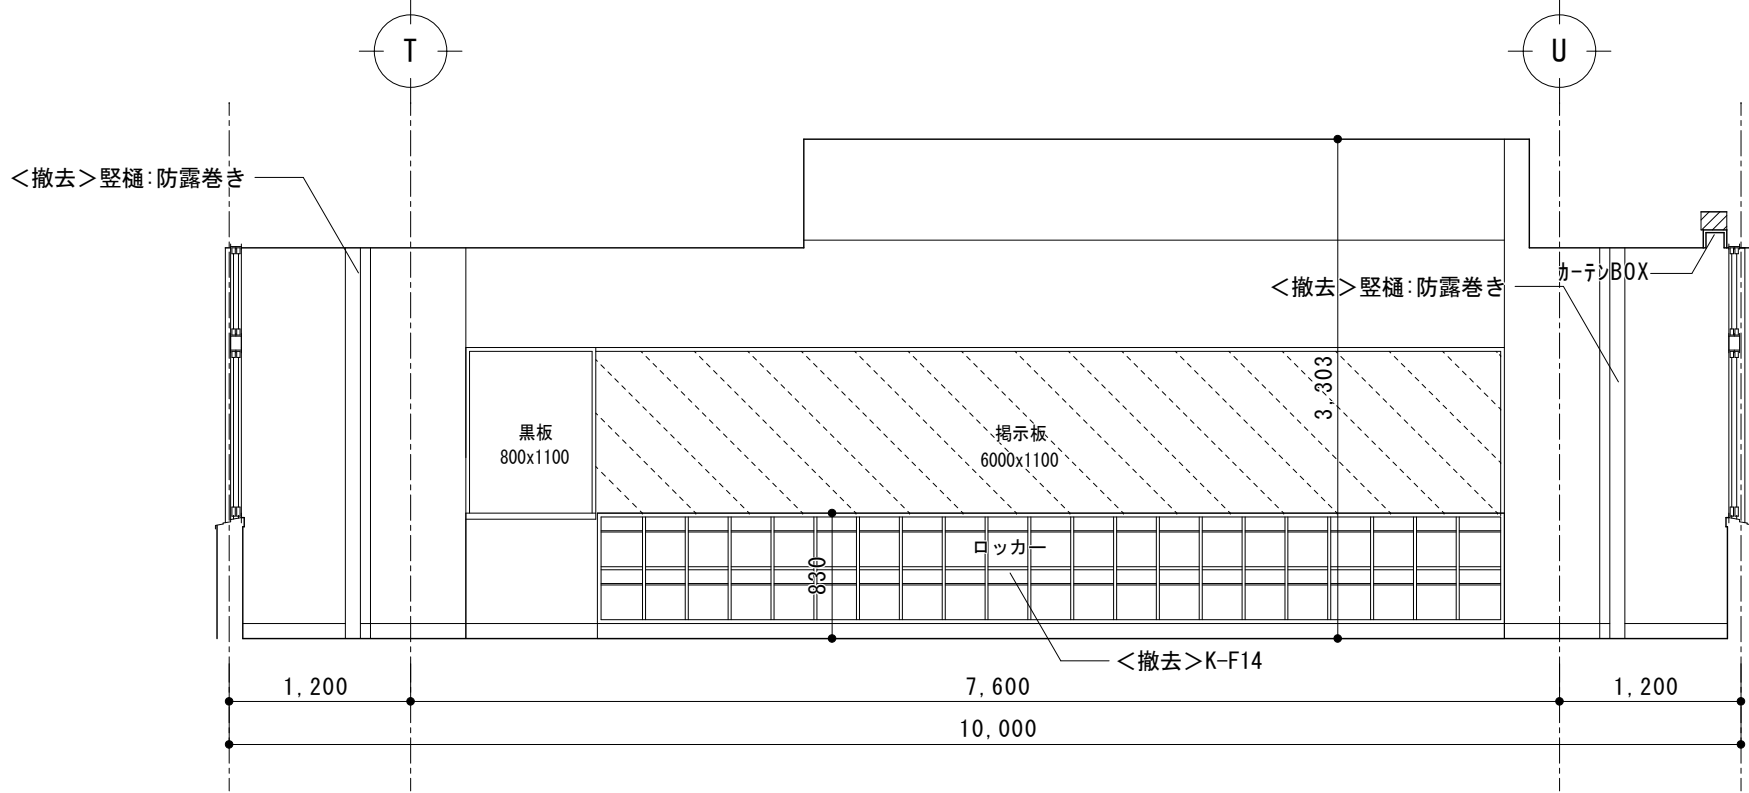 T
U
＜撤去＞竪樋:防露巻き
カーテンBOX
＜撤去＞竪樋:防露巻き
3,303
黒板
800x1100
掲示板
6000x1100
ロッカー
830
＜撤去＞K-F14
1,200
7,600
1,200
10,000